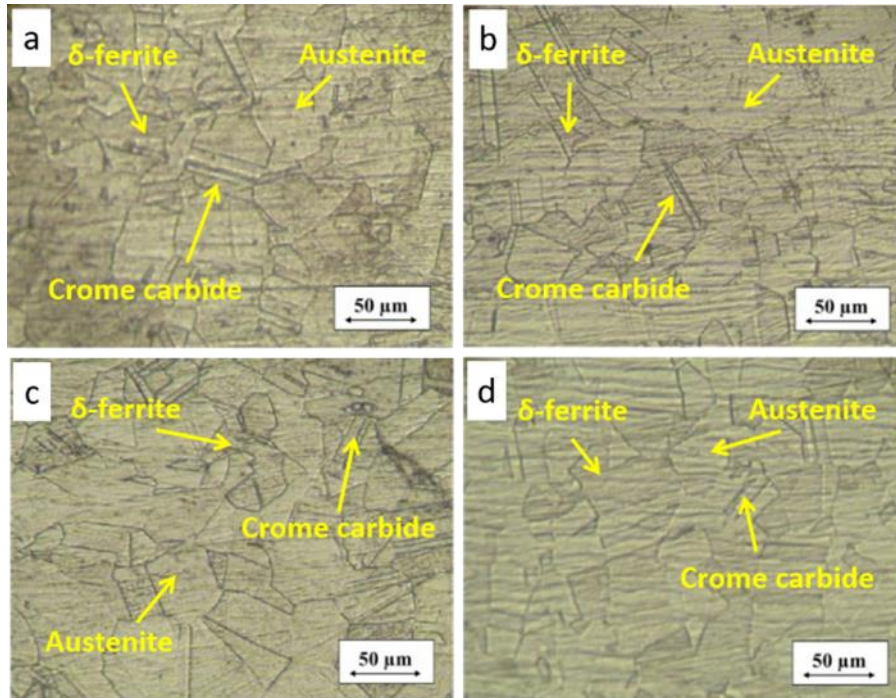 a
δ-ferrite
Austenite
Crome carbide
50 µm
b
δ-ferrite
Austenite
Crome carbide
50 µm
c
δ-ferrite
Crome carbide
Austenite
50 µm
d
δ-ferrite
Austenite
Crome carbide
50 µm